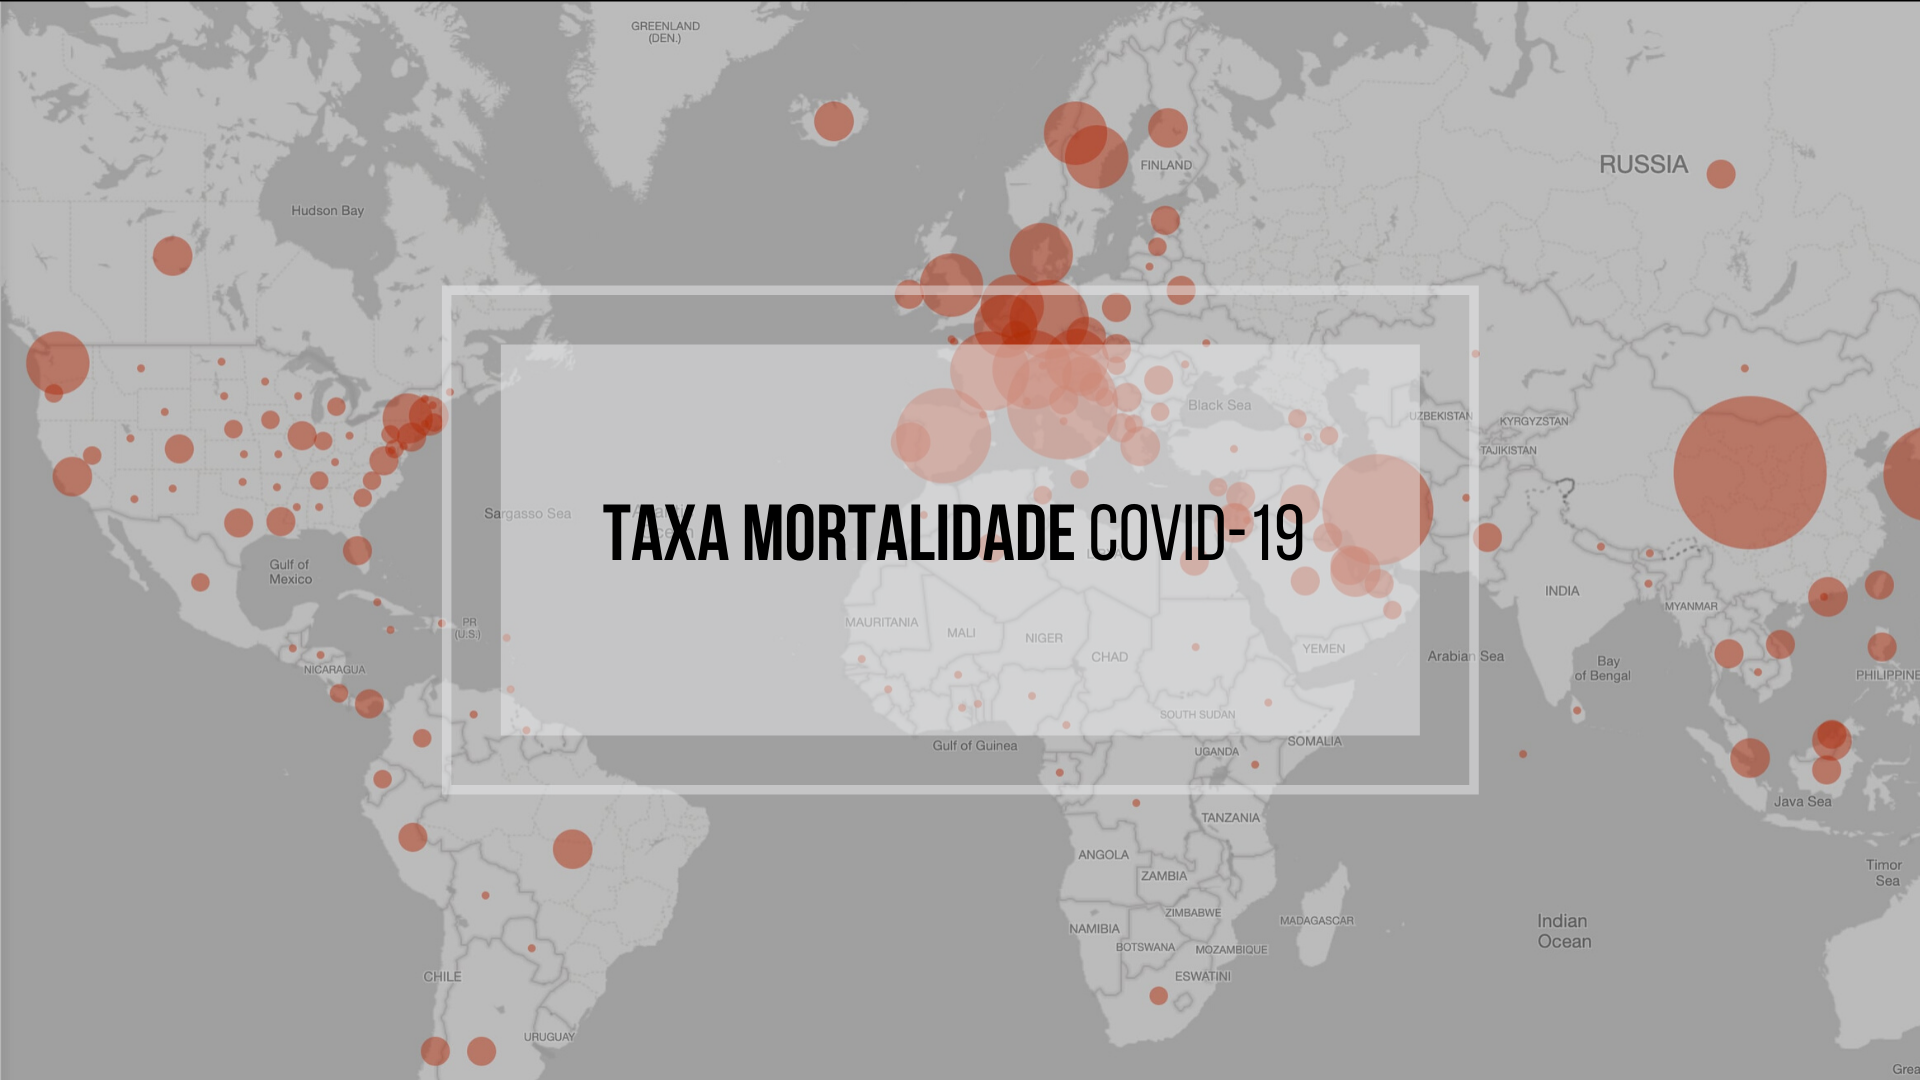 GREENLAND
(DEN.)
FINLAND
RUSSIA
Hudson Bay
Black Sea
UZBEKISTAN
KYRGYZSTAN
TAJIKISTAN
Sargasso Sea
TAXA MORTALIDADE COVID-19
Gulf of
Mexico
INDIA
MYANMAR
PR
(U.S.)
MAURITANIA
MALI
NIGER
CHAD
YEMEN
Arabian Sea
Bay
of Bengal
NICARAGUA
PHILIPPINE
SOUTH SUDAN
Gulf of Guinea
UGANDA
SOMALIA
Java Sea
TANZANIA
ANGOLA
ZAMBIA
Timor
Sea
ZIMBABWE
MADAGASCAR
Indian
Ocean
NAMIBIA
BOTSWANA
MOZAMBIQUE
CHILE
ESWATINI
URUGUAY
Grea